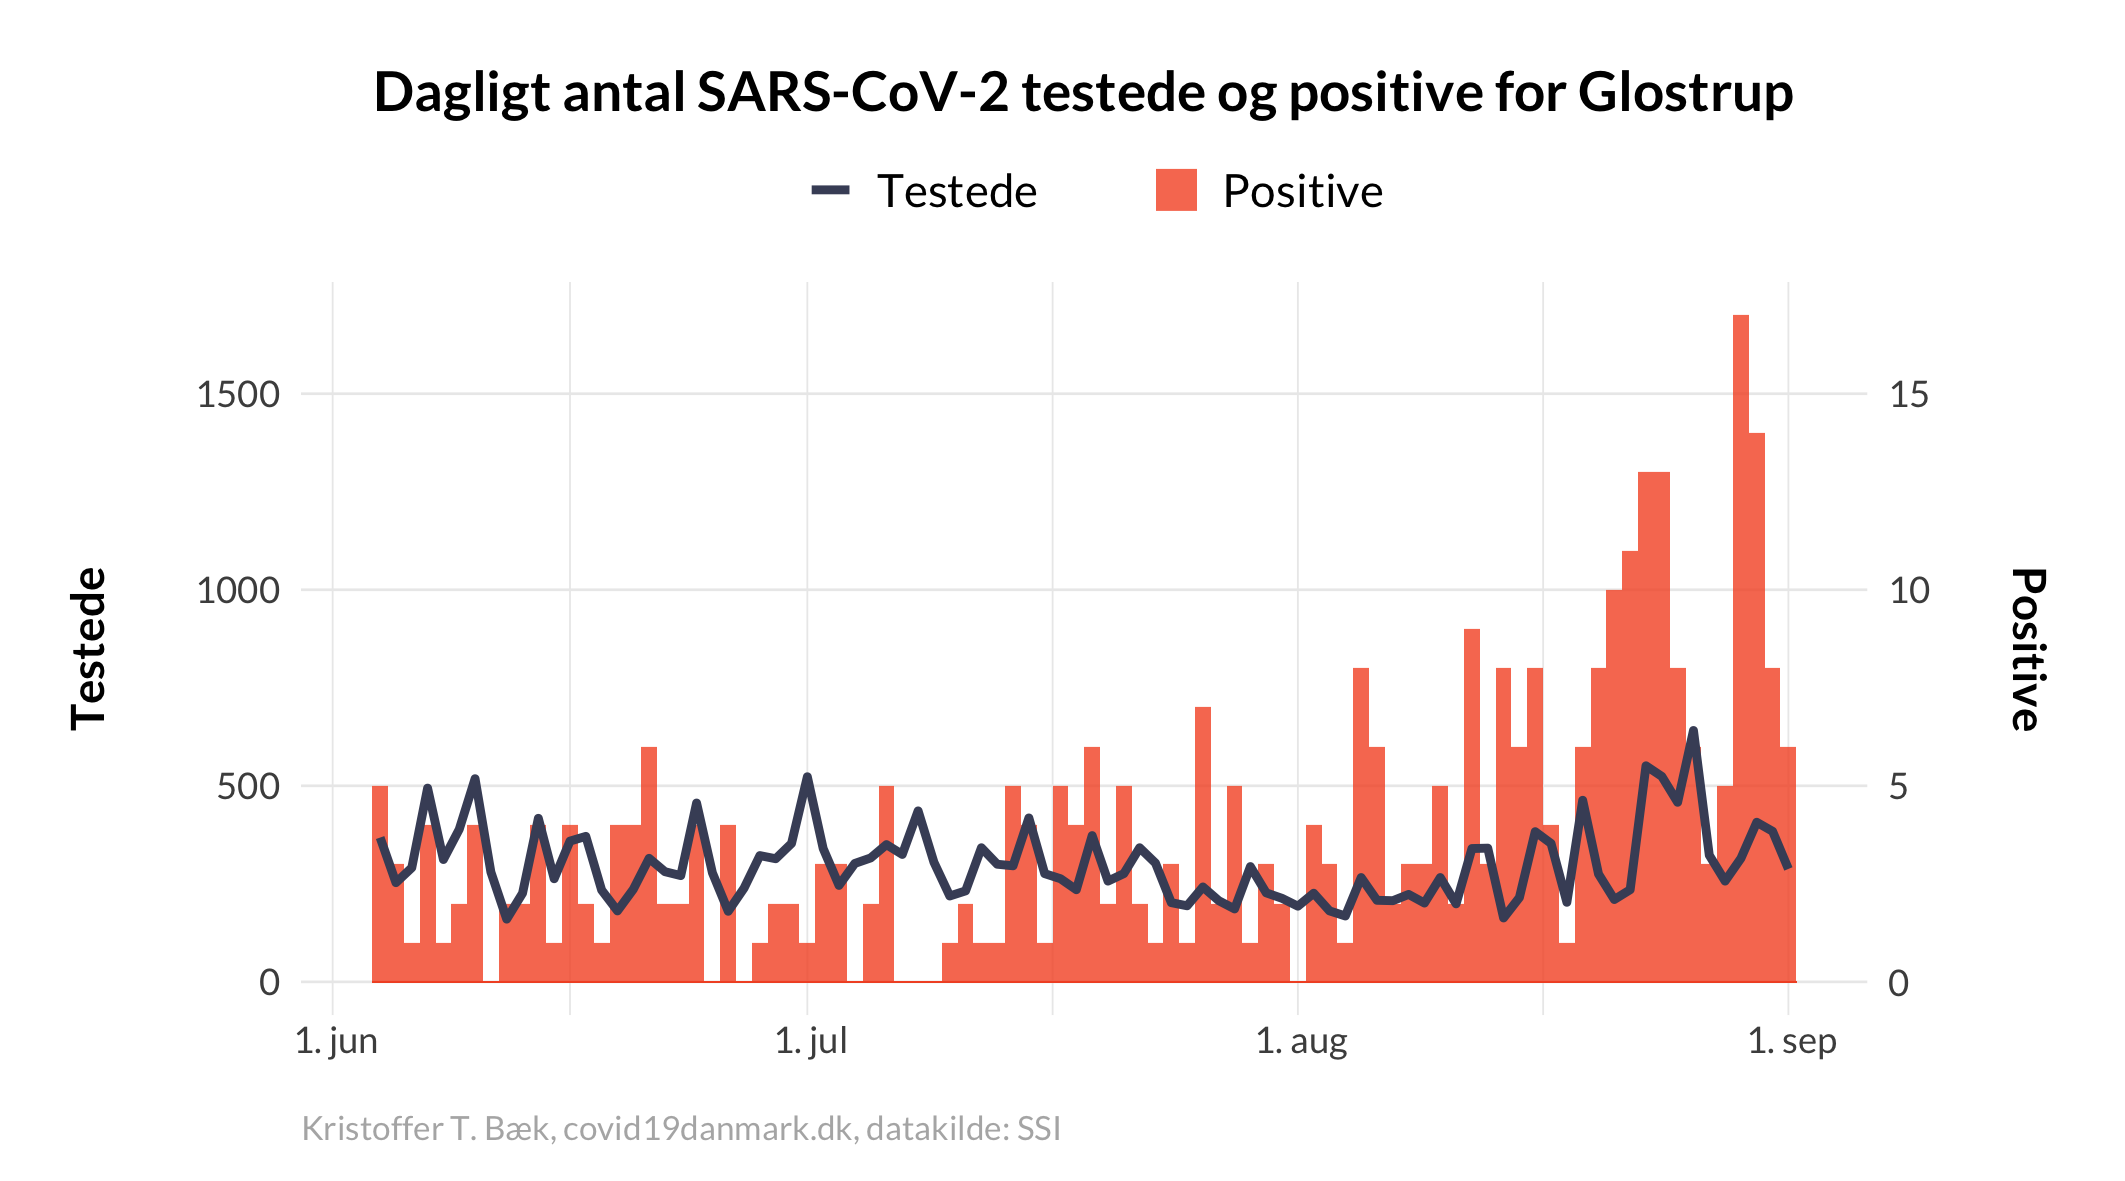 Dagligt antal SARS-CoV-2 testede og positive for Glostrup
Testede Positive
1500 15
1000 10
500 5
0 0
Testede
Positive
1. jun 1. jul 1. aug 1. sep
Kristoffer T. Bæk, covid19danmark.dk, datakilde: SSI